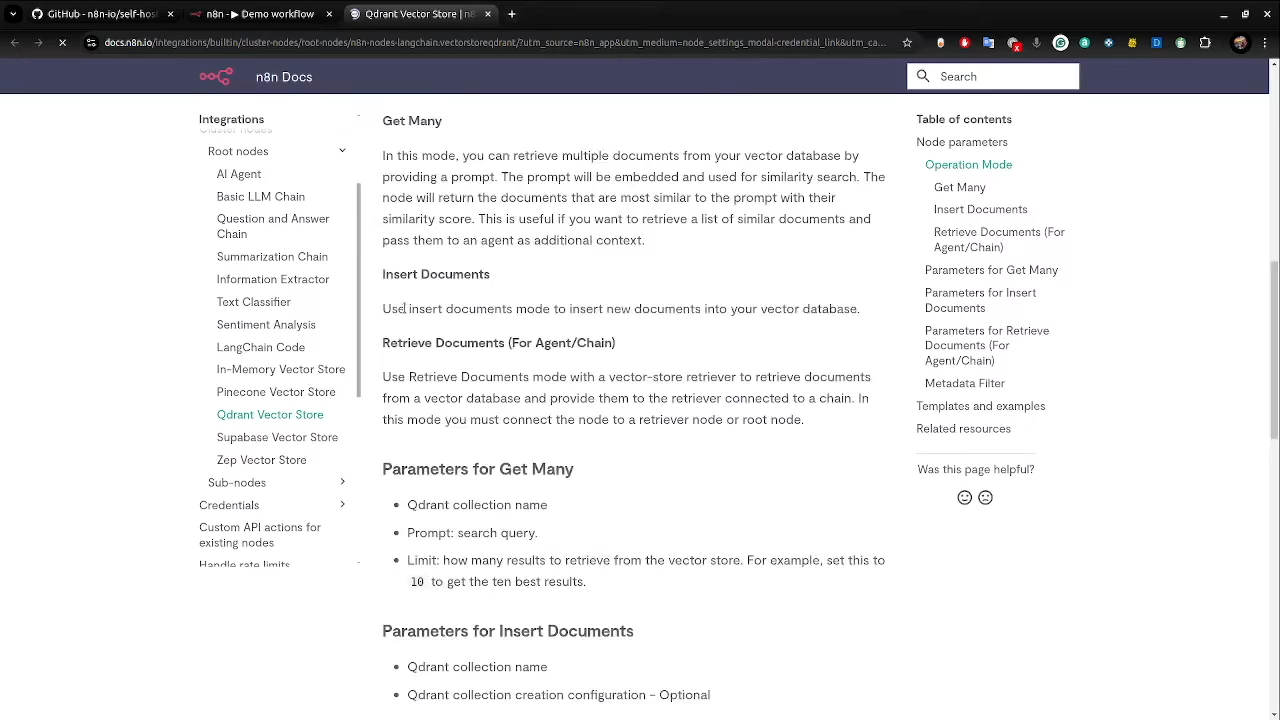 GitHub - n8n-io/self-hos
n8n - ▶ Demo workflow
Qdrant Vector Store | n8
docs.n8n.io/integrations/builtin/cluster-nodes/root-nodes/n8n-nodes-langchain.vectorstoreqdrant/?utm_source=n8n_app&utm_medium=node_settings_modal-credential_link&utm_ca...
n8n Docs
Search
Integrations
Cluster nodes
Root nodes
AI Agent
Basic LLM Chain
Question and Answer
Chain
Summarization Chain
Information Extractor
Text Classifier
Sentiment Analysis
LangChain Code
In-Memory Vector Store
Pinecone Vector Store
Qdrant Vector Store
Supabase Vector Store
Zep Vector Store
Sub-nodes
Credentials
Custom API actions for
existing nodes
Handle rate limits
Get Many
In this mode, you can retrieve multiple documents from your vector database by
providing a prompt. The prompt will be embedded and used for similarity search. The
node will return the documents that are most similar to the prompt with their
similarity score. This is useful if you want to retrieve a list of similar documents and
pass them to an agent as additional context.
Insert Documents
Use insert documents mode to insert new documents into your vector database.
Retrieve Documents (For Agent/Chain)
Use Retrieve Documents mode with a vector-store retriever to retrieve documents
from a vector database and provide them to the retriever connected to a chain. In
this mode you must connect the node to a retriever node or root node.
Parameters for Get Many
• Qdrant collection name
• Prompt: search query.
• Limit: how many results to retrieve from the vector store. For example, set this to
10 to get the ten best results.
Parameters for Insert Documents
• Qdrant collection name
• Qdrant collection creation configuration - Optional
Table of contents
Node parameters
Operation Mode
Get Many
Insert Documents
Retrieve Documents (For
Agent/Chain)
Parameters for Get Many
Parameters for Insert
Documents
Parameters for Retrieve
Documents (For
Agent/Chain)
Metadata Filter
Templates and examples
Related resources
Was this page helpful?